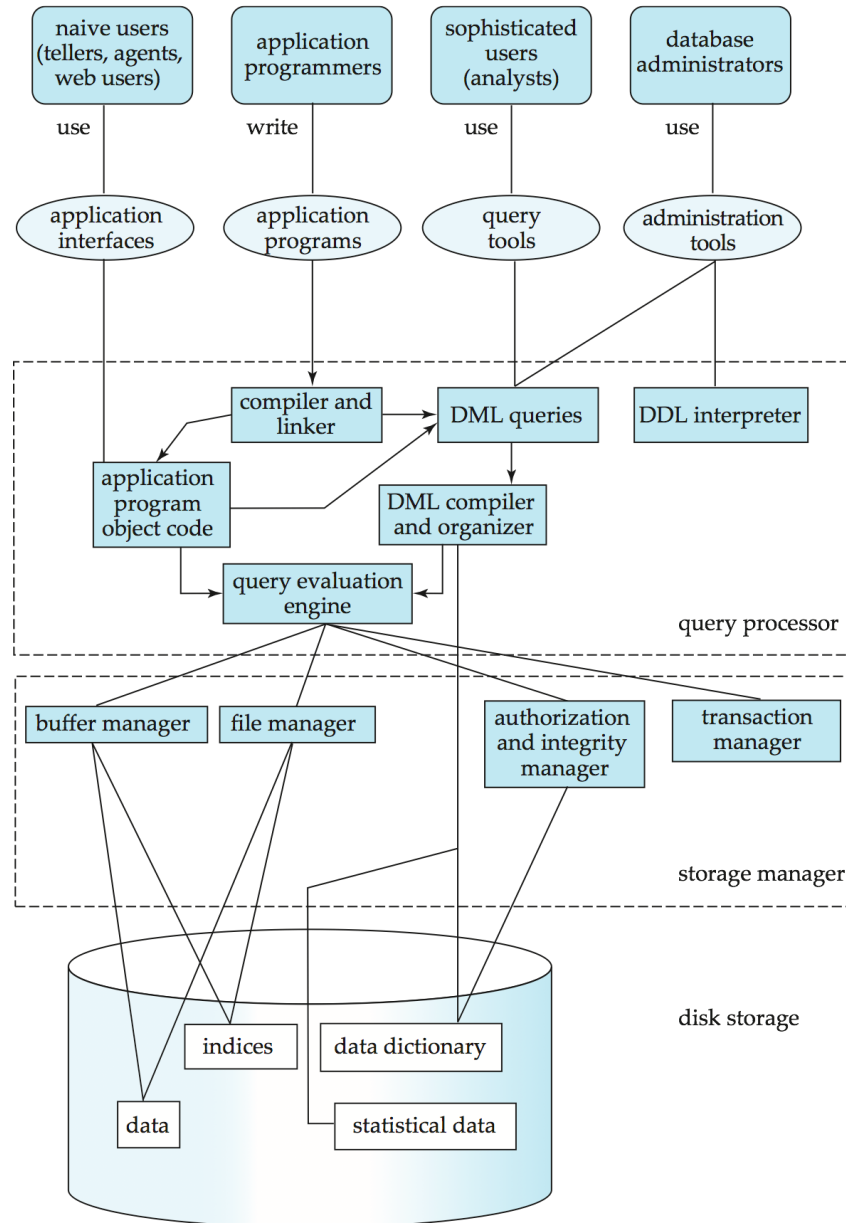 naive users
(tellers, agents,
web users)
application
programmers
sophisticated
users
(analysts)
database
administrators
use
write
use
use
application
interfaces
application
programs
query
tools
administration
tools
compiler and
linker
DML queries
DDL interpreter
application
program
object code
DML compiler
and organizer
query evaluation
engine
query processor
buffer manager
file manager
authorization
and integrity
manager
transaction
manager
storage manager
disk storage
indices
data dictionary
data
statistical data